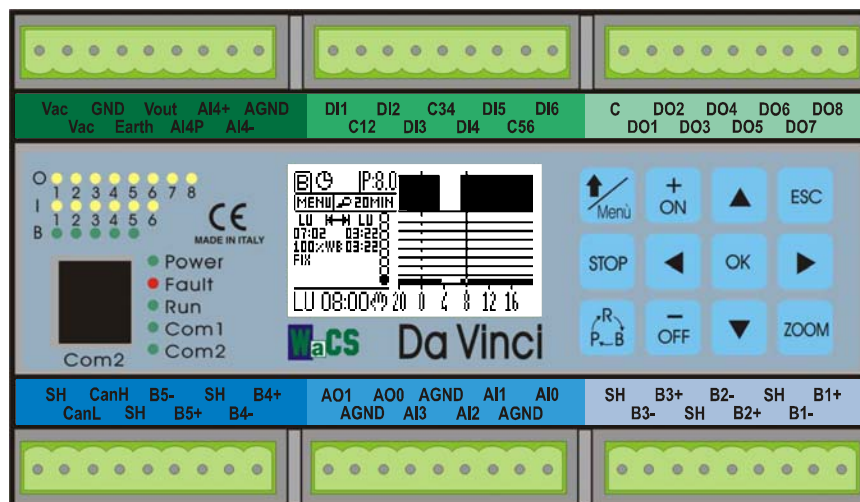 Vac GND Vout AI4+ AGND
Vac Earth AI4P AI4-
DI1 DI2 C34 DI5 DI6
C12 DI3 DI4 C56
C DO2 DO4 DO6 DO8
DO1 DO3 DO5 DO7
O
1 2 3 4 5 6 7 8
I
1 2 3 4 5 6
B
CE
MADE IN ITALY
Power
Fault
Run
Com1
Com2
Com2
B P:8.0
MENU 20MIN
LU LU
07:02 03:22
100%WB 03:22
FIX
LU 08:00
20 0 4 8 12 16
WaCS Da Vinci
Menù
+
ON
ESC
STOP
OK
R
P B
-
OFF
ZOOM
SH CanH B5- SH B4+
CanL SH B5+ B4-
AO1 AO0 AGND AI1 AI0
AGND AI3 AI2 AGND
SH B3+ B2- SH B1+
B3- SH B2+ B1-